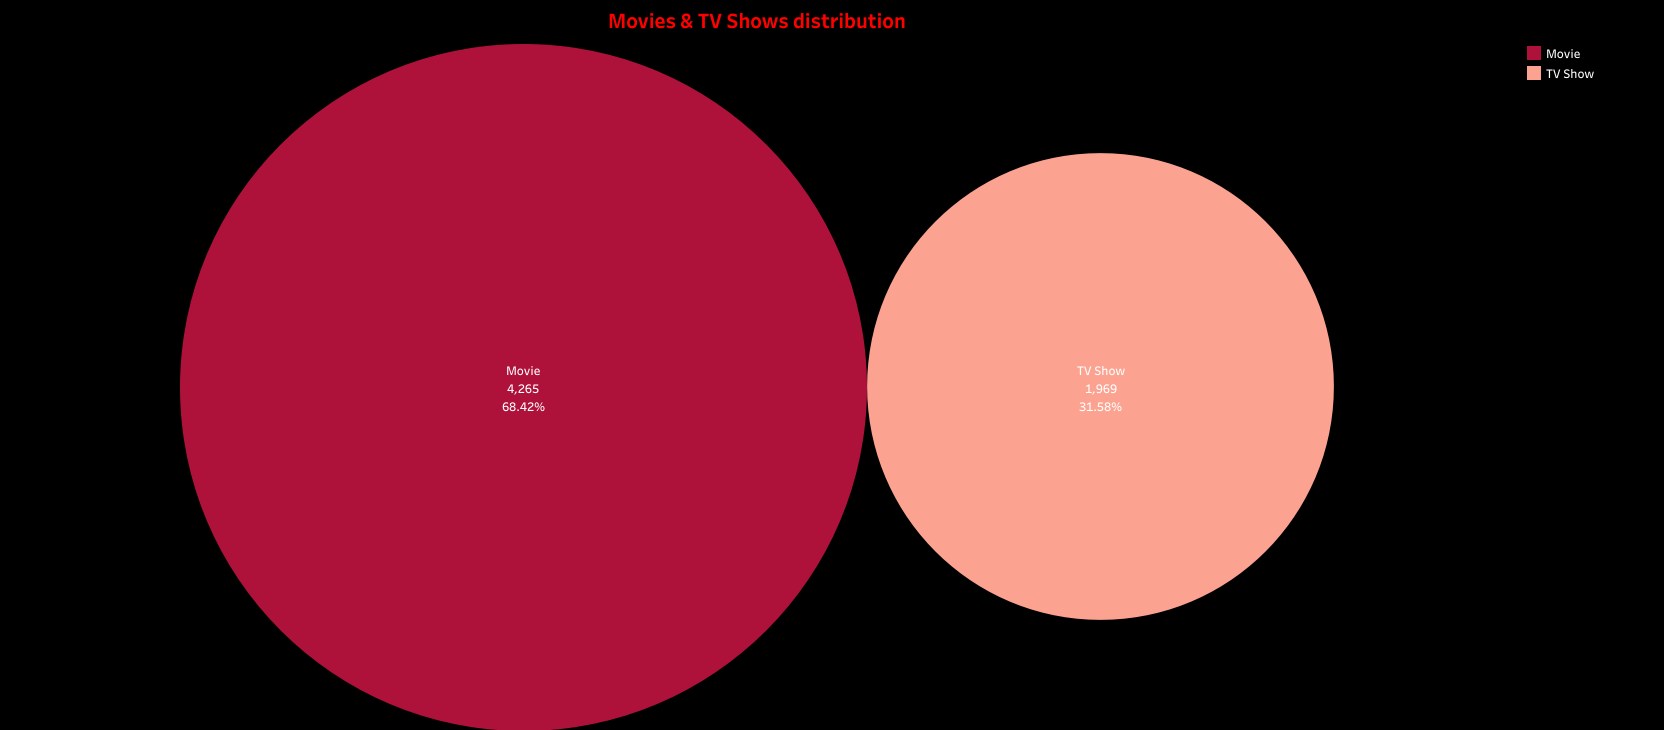 Movies & TV Shows distribution
Movie
TV Show
Movie
4,265
68.42%
TV Show
1,969
31.58%